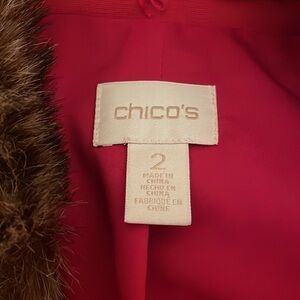 chico's
2
MADE IN
CHINA
HECHO EN
CHINA
FABRIQUÉ EN
CHINE